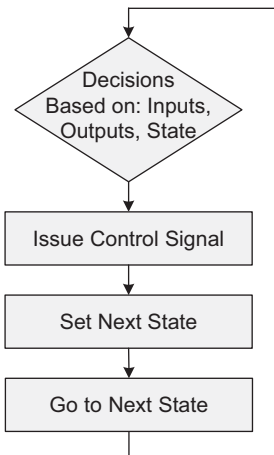 Decisions
Based on: Inputs,
Outputs, State
Issue Control Signal
Set Next State
Go to Next State